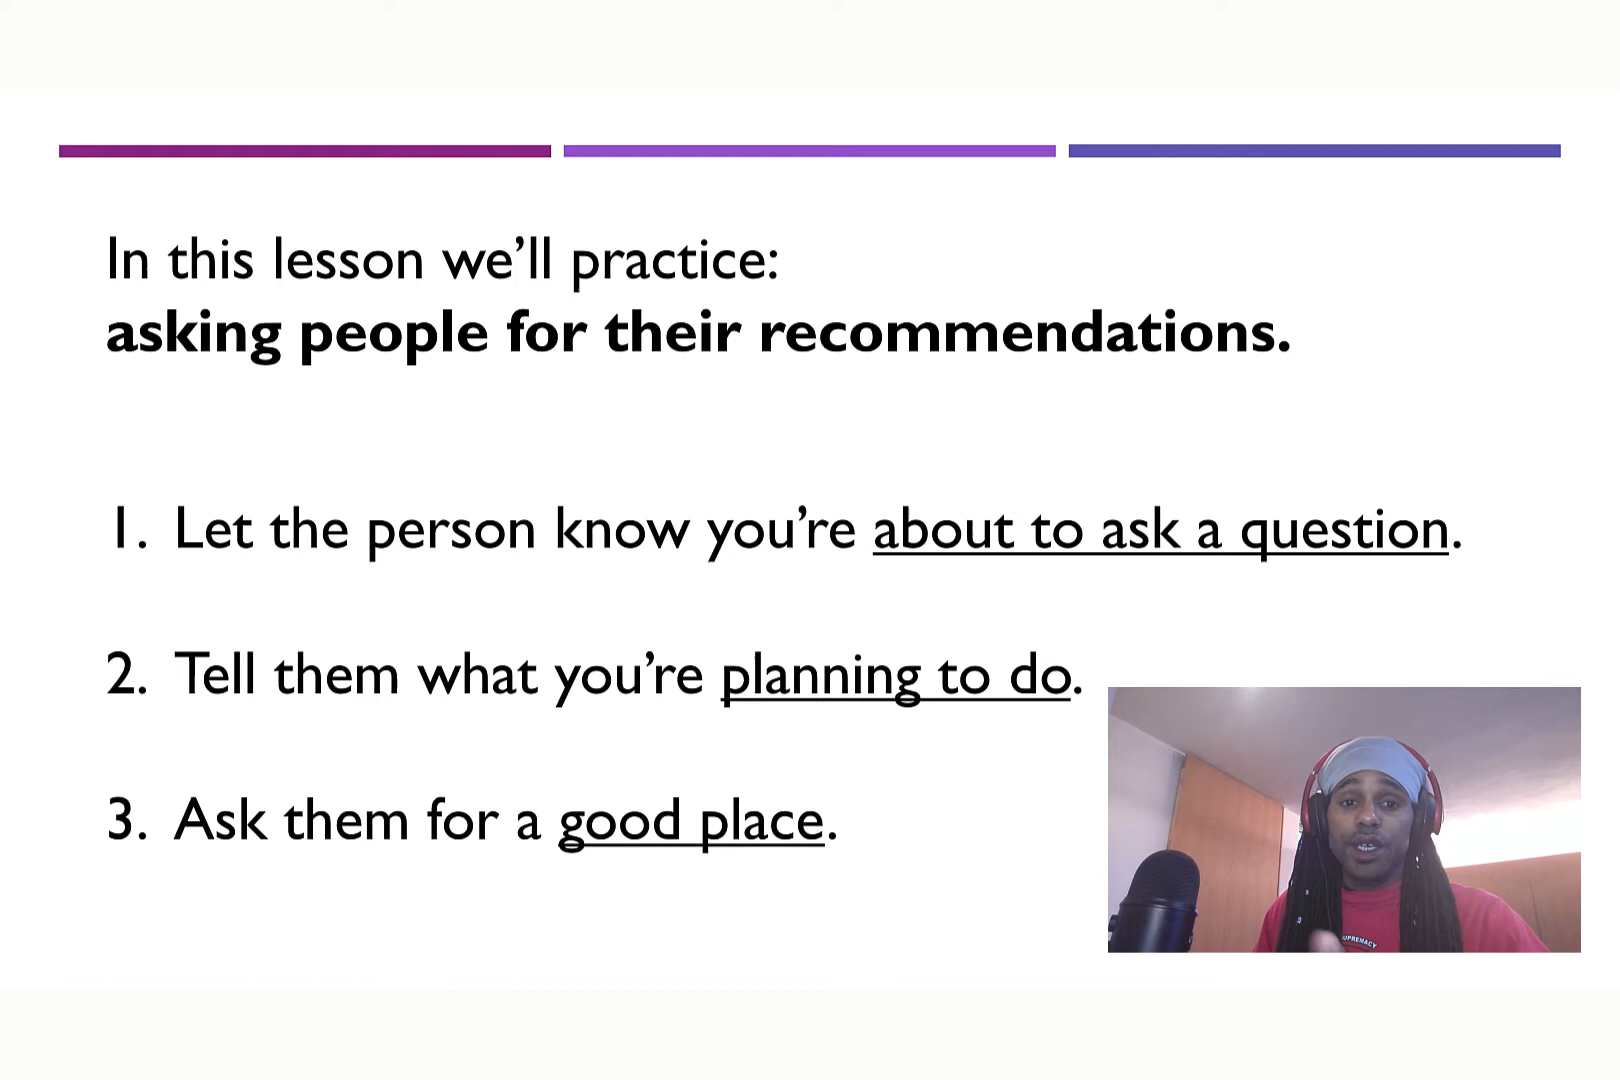 In this lesson we’ll practice:
asking people for their recommendations.
1. Let the person know you’re about to ask a question.
2. Tell them what you’re planning to do.
3. Ask them for a good place.
UPREMACY